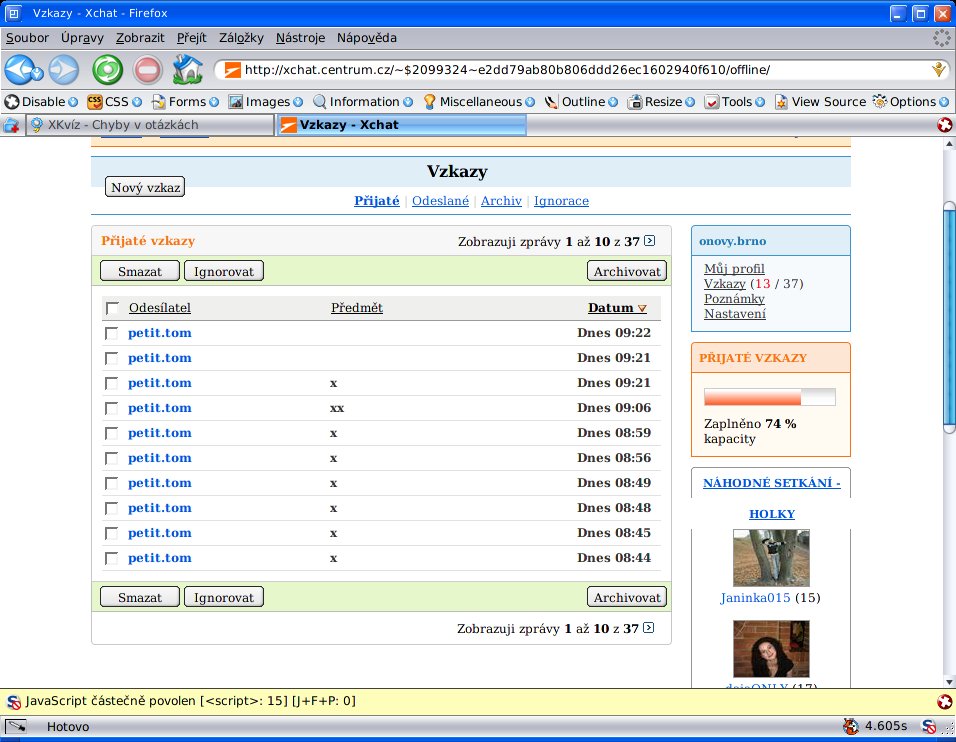 Vzkazy - Xchat - Firefox
Soubor Úpravy Zobrazit Přejít Záložky Nástroje Nápověda
http://xchat.centrum.cz/~$2099324~e2dd79ab80b806ddd26ec1602940f610/offline/
Disable CSS Forms Images Information Miscellaneous Outline Resize Tools View Source Options
XKvíz - Chyby v otázkách Vzkazy - Xchat
Vzkazy
Nový vzkaz
Přijaté | Odeslané | Archiv | Ignorace
Přijaté vzkazy Zobrazuji zprávy 1 až 10 z 37
Smazat Ignorovat Archivovat
Odesílatel Předmět Datum
petit.tom Dnes 09:22
petit.tom Dnes 09:21
petit.tom x Dnes 09:21
petit.tom xx Dnes 09:06
petit.tom x Dnes 08:59
petit.tom x Dnes 08:56
petit.tom x Dnes 08:49
petit.tom x Dnes 08:48
petit.tom x Dnes 08:45
petit.tom x Dnes 08:44
Smazat Ignorovat Archivovat
Zobrazuji zprávy 1 až 10 z 37
onovy.brno
Můj profil
Vzkazy (13 / 37)
Poznámky
Nastavení
PŘIJATÉ VZKAZY
Zaplněno 74 %
kapacity
NÁHODNÉ SETKÁNÍ -
HOLKY
Janinka015 (15)
JavaScript částečně povolen [<script>: 15] [J+F+P: 0]
Hotovo 4.605s